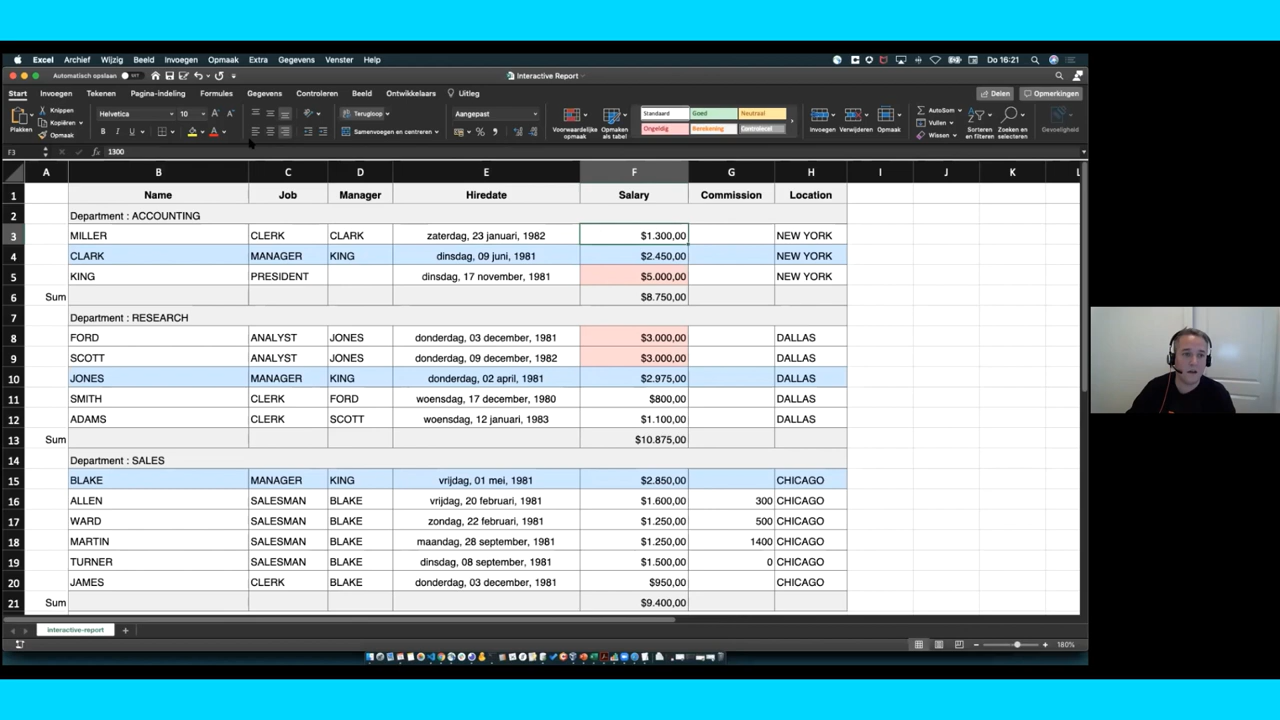 Excel Archief Wijzig Beeld Invoegen Opmaak Extra Gegevens Venster Help Do 16:21
Automatisch opslaan Interactive Report
Start Invoegen Tekenen Pagina-indeling Formules Gegevens Controleren Beeld Ontwikkelaars Uitleg Delen Opmerkingen
Plakken Knippen Helvetica 10 Terugloop Aangepast Voorwaardelijke opmaak Opmaken als tabel Standaard Goed Neutraal Invoegen Verwijderen Opmaak AutoSom Sorteren en filteren Zoeken en selecteren Gevoeligheid
Kopiëren Vullen
Opmaak B I U Samenvoegen en centreren Ongeldig Berekening Controlecel Wissen
F3 fx 1300
A B C D E F G H I J K L
1 Name Job Manager Hiredate Salary Commission Location
2 Department : ACCOUNTING
3 MILLER CLERK CLARK zaterdag, 23 januari, 1982 $1.300,00 NEW YORK
4 CLARK MANAGER KING dinsdag, 09 juni, 1981 $2.450,00 NEW YORK
5 KING PRESIDENT dinsdag, 17 november, 1981 $5.000,00 NEW YORK
6 Sum $8.750,00
7 Department : RESEARCH
8 FORD ANALYST JONES donderdag, 03 december, 1981 $3.000,00 DALLAS
9 SCOTT ANALYST JONES donderdag, 09 december, 1982 $3.000,00 DALLAS
10 JONES MANAGER KING donderdag, 02 april, 1981 $2.975,00 DALLAS
11 SMITH CLERK FORD woensdag, 17 december, 1980 $800,00 DALLAS
12 ADAMS CLERK SCOTT woensdag, 12 januari, 1983 $1.100,00 DALLAS
13 Sum $10.875,00
14 Department : SALES
15 BLAKE MANAGER KING vrijdag, 01 mei, 1981 $2.850,00 CHICAGO
16 ALLEN SALESMAN BLAKE vrijdag, 20 februari, 1981 $1.600,00 300 CHICAGO
17 WARD SALESMAN BLAKE zondag, 22 februari, 1981 $1.250,00 500 CHICAGO
18 MARTIN SALESMAN BLAKE maandag, 28 september, 1981 $1.250,00 1400 CHICAGO
19 TURNER SALESMAN BLAKE dinsdag, 08 september, 1981 $1.500,00 0 CHICAGO
20 JAMES CLERK BLAKE donderdag, 03 december, 1981 $950,00 CHICAGO
21 Sum $9.400,00
interactive-report
180%